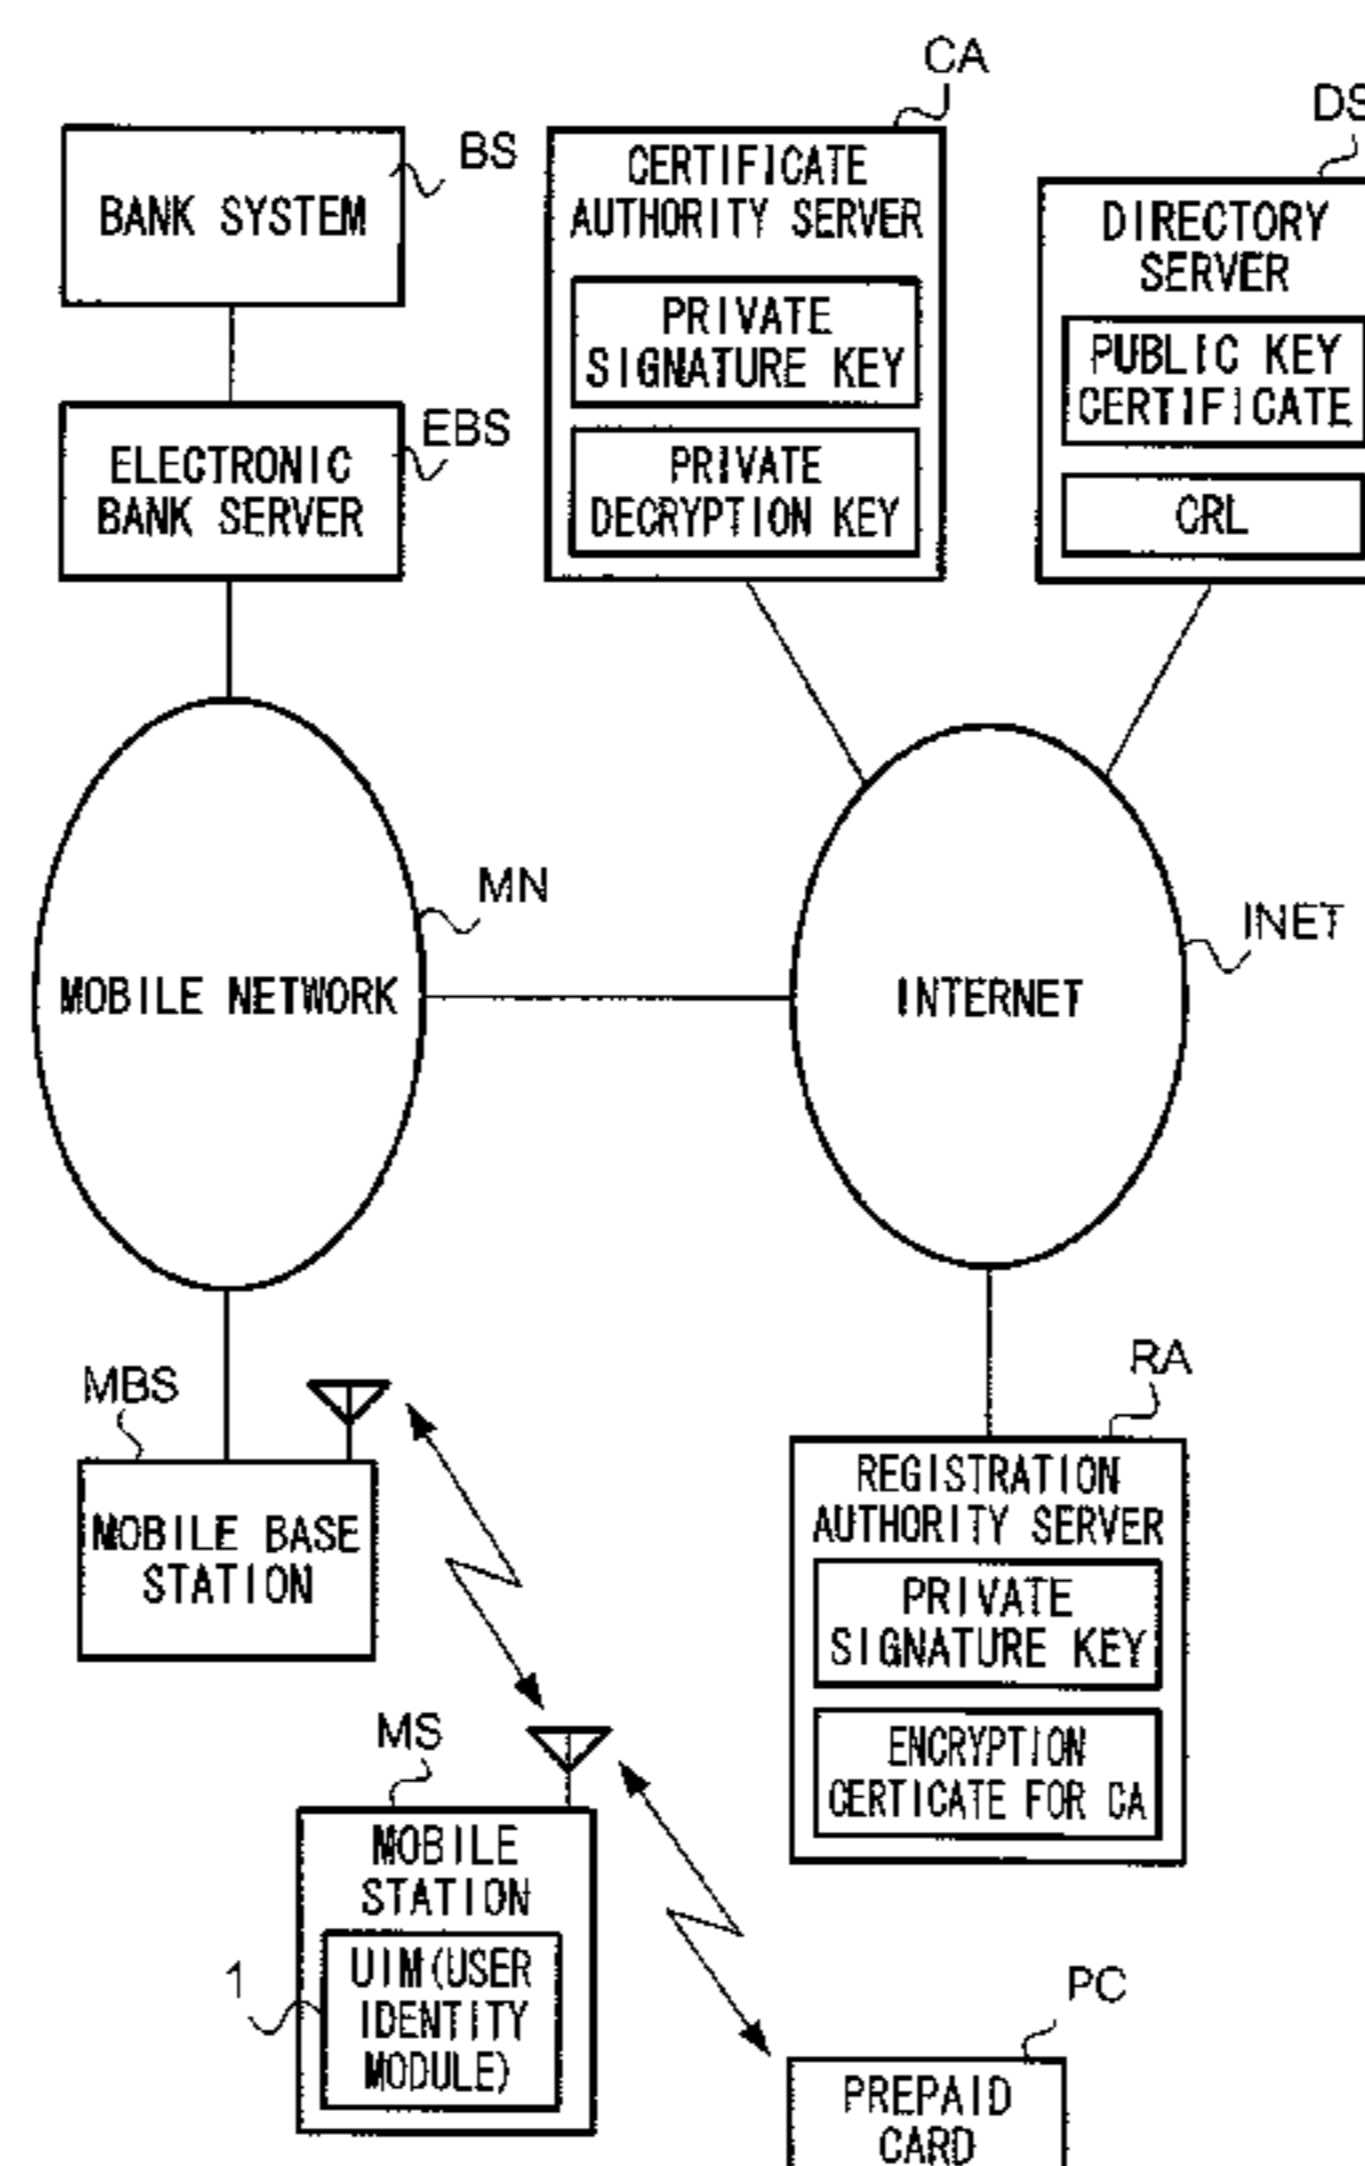 CA
DS
BS
BANK SYSTEM
CERTIFICATE
AUTHORITY SERVER
PRIVATE
SIGNATURE KEY
PRIVATE
DECRYPTION KEY
DIRECTORY
SERVER
PUBLIC KEY
CERTIFICATE
CRL
EBS
ELECTRONIC
BANK SERVER
MN
MOBILE NETWORK
INET
INTERNET
MBS
MOBILE BASE
STATION
RA
REGISTRATION
AUTHORITY SERVER
PRIVATE
SIGNATURE KEY
ENCRYPTION
CERTICATE FOR CA
MS
MOBILE
STATION
1
UIM(USER
IDENTITY
MODULE)
PC
PREPAID
CARD